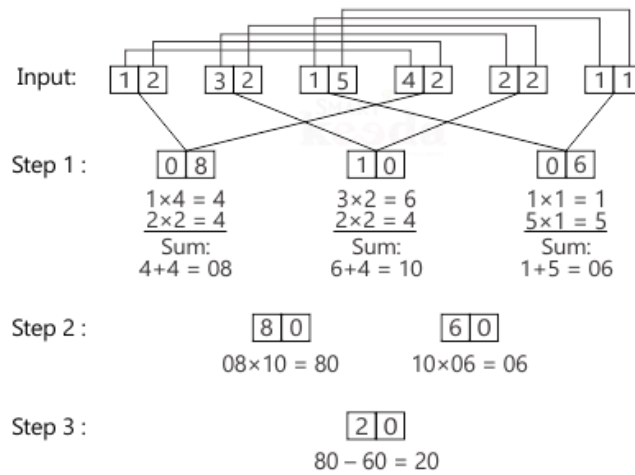 Input: 1 2 3 2 1 5 4 2 2 2 1 1
Step 1 : 0 8 1 0 0 6
1×4 = 4 3×2 = 6 1×1 = 1
2×2 = 4 2×2 = 4 5×1 = 5
Sum: Sum: Sum:
4+4 = 08 6+4 = 10 1+5 = 06
Step 2 : 8 0 6 0
08×10 = 80 10×06 = 06
Step 3 : 2 0
80 – 60 = 20